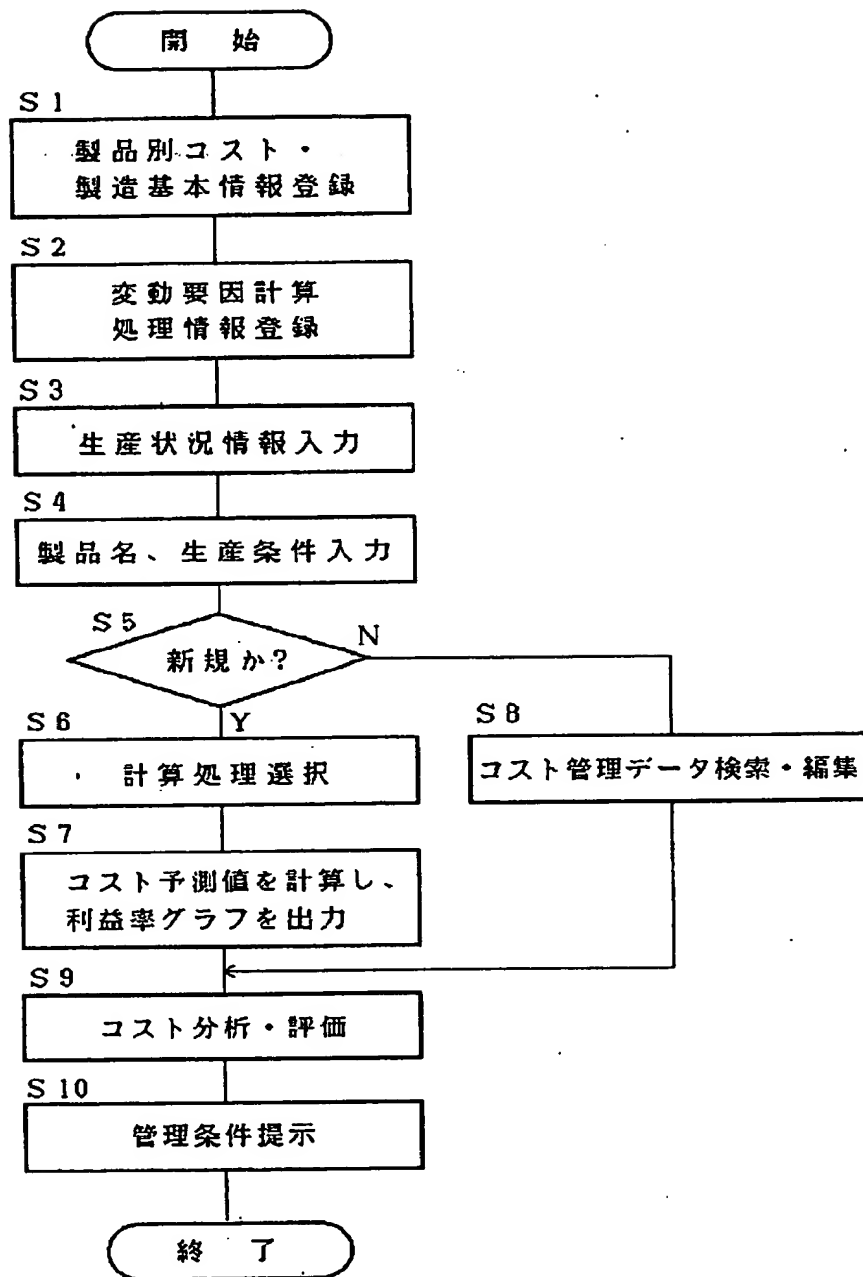 開 始
S1
製品別コスト・
製造基本情報登録
S2
変動要因計算
処理情報登録
S3
生産状況情報入力
S4
製品名、生産条件入力
S5
新規か?
N
Y
S6
計算処理選択
S8
コスト管理データ検索・編集
S7
コスト予測値を計算し、
利益率グラフを出力
S9
コスト分析・評価
S10
管理条件提示
終 了